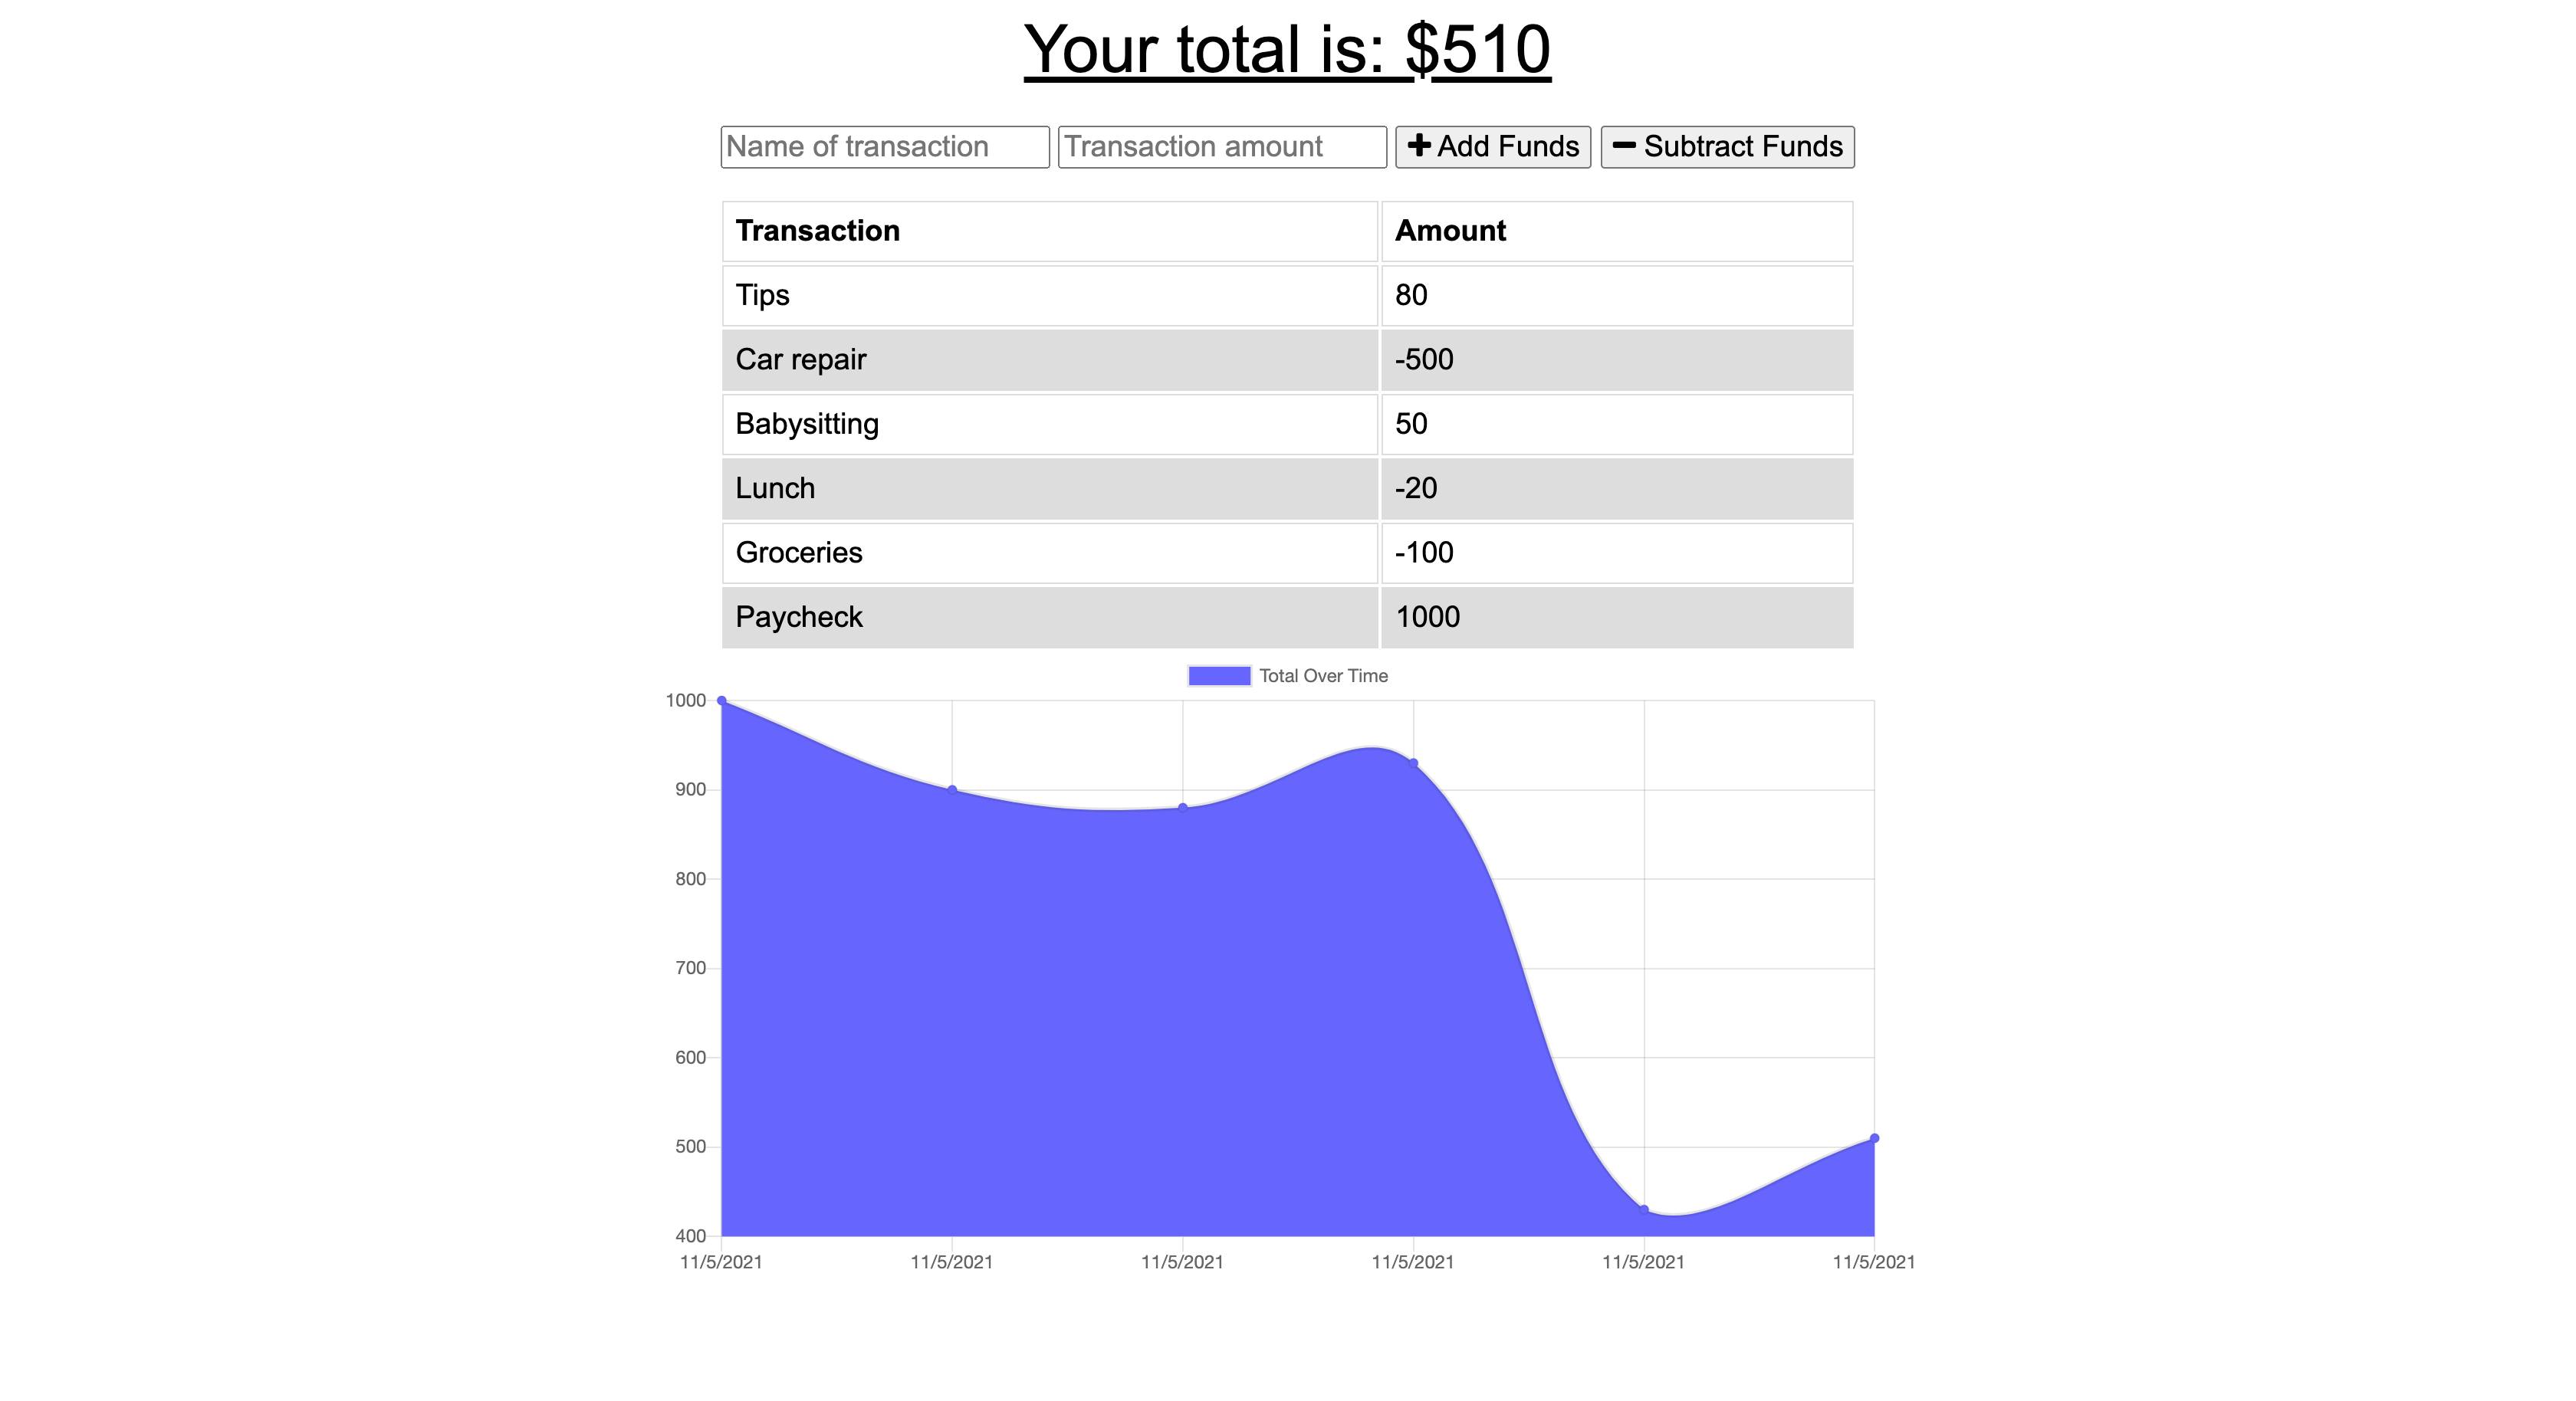 Your total is: $510
Name of transaction Transaction amount Add Funds Subtract Funds
Transaction Amount
Tips 80
Car repair -500
Babysitting 50
Lunch -20
Groceries -100
Paycheck 1000
Total Over Time
1000
900
800
700
600
500
400
11/5/2021 11/5/2021 11/5/2021 11/5/2021 11/5/2021 11/5/2021